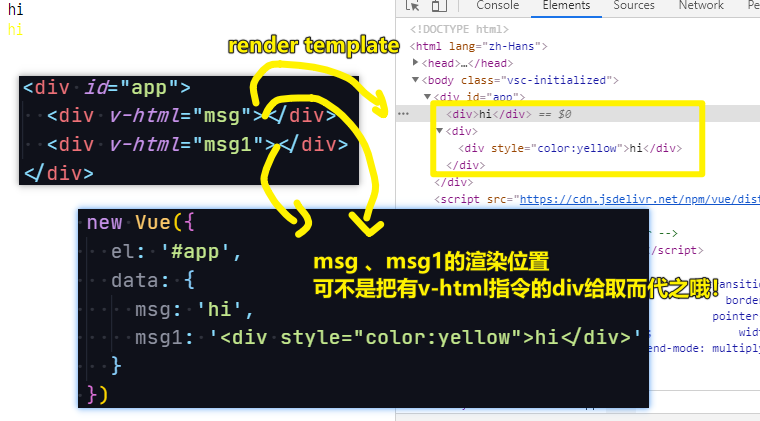 hi
hi
render template
<div id="app">
<div v-html="msg"></div>
<div v-html="msg1"></div>
</div>
new Vue({
el: '#app',
data: {
msg: 'hi',
msg1: '<div style="color:yellow">hi</div>'
}
})
msg 、msg1的渲染位置
可不是把有v-html指令的div给取而代之哦!
Console Elements Sources Network
<!DOCTYPE html>
<html lang="zh-Hans">
<head>…</head>
<body class="vsc-initialized">
<div id="app">
<div>hi</div> == $0
<div>
<div style="color:yellow">hi</div>
</div>
</div>
<script src="https://cdn.jsdelivr.net/npm/vue/dist
-->
</script>
border
pointer
width
end-mode: multiply